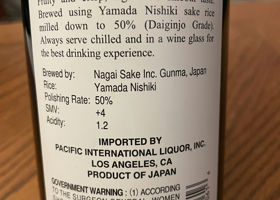 Fruity and crisp
Brewed using Yamada Nishiki sake rice
milled down to 50% (Daiginjo Grade).
Always serve chilled and in a wine glass for
the best drinking experience.
Brewed by: Nagai Sake Inc. Gunma, Japan
Rice: Yamada Nishiki
Polishing Rate: 50%
SMV: +4
Acidity: 1.2
IMPORTED BY
PACIFIC INTERNATIONAL LIQUOR, INC.
LOS ANGELES, CA
PRODUCT OF JAPAN
GOVERNMENT WARNING : (1) ACCORDING
TO THE SURGEON GENERAL, WOMEN